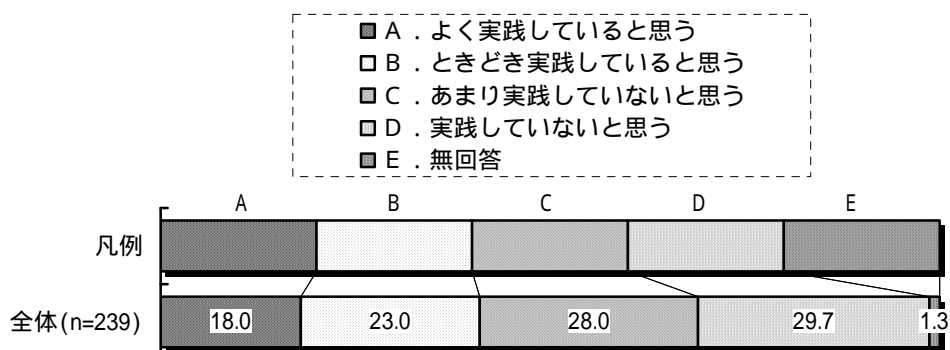 A．よく実践していると思う
B．ときどき実践していると思う
C．あまり実践していないと思う
D．実践していないと思う
E．無回答
A B C D E
凡例
全体(n=239) 18.0 23.0 28.0 29.7 1.3